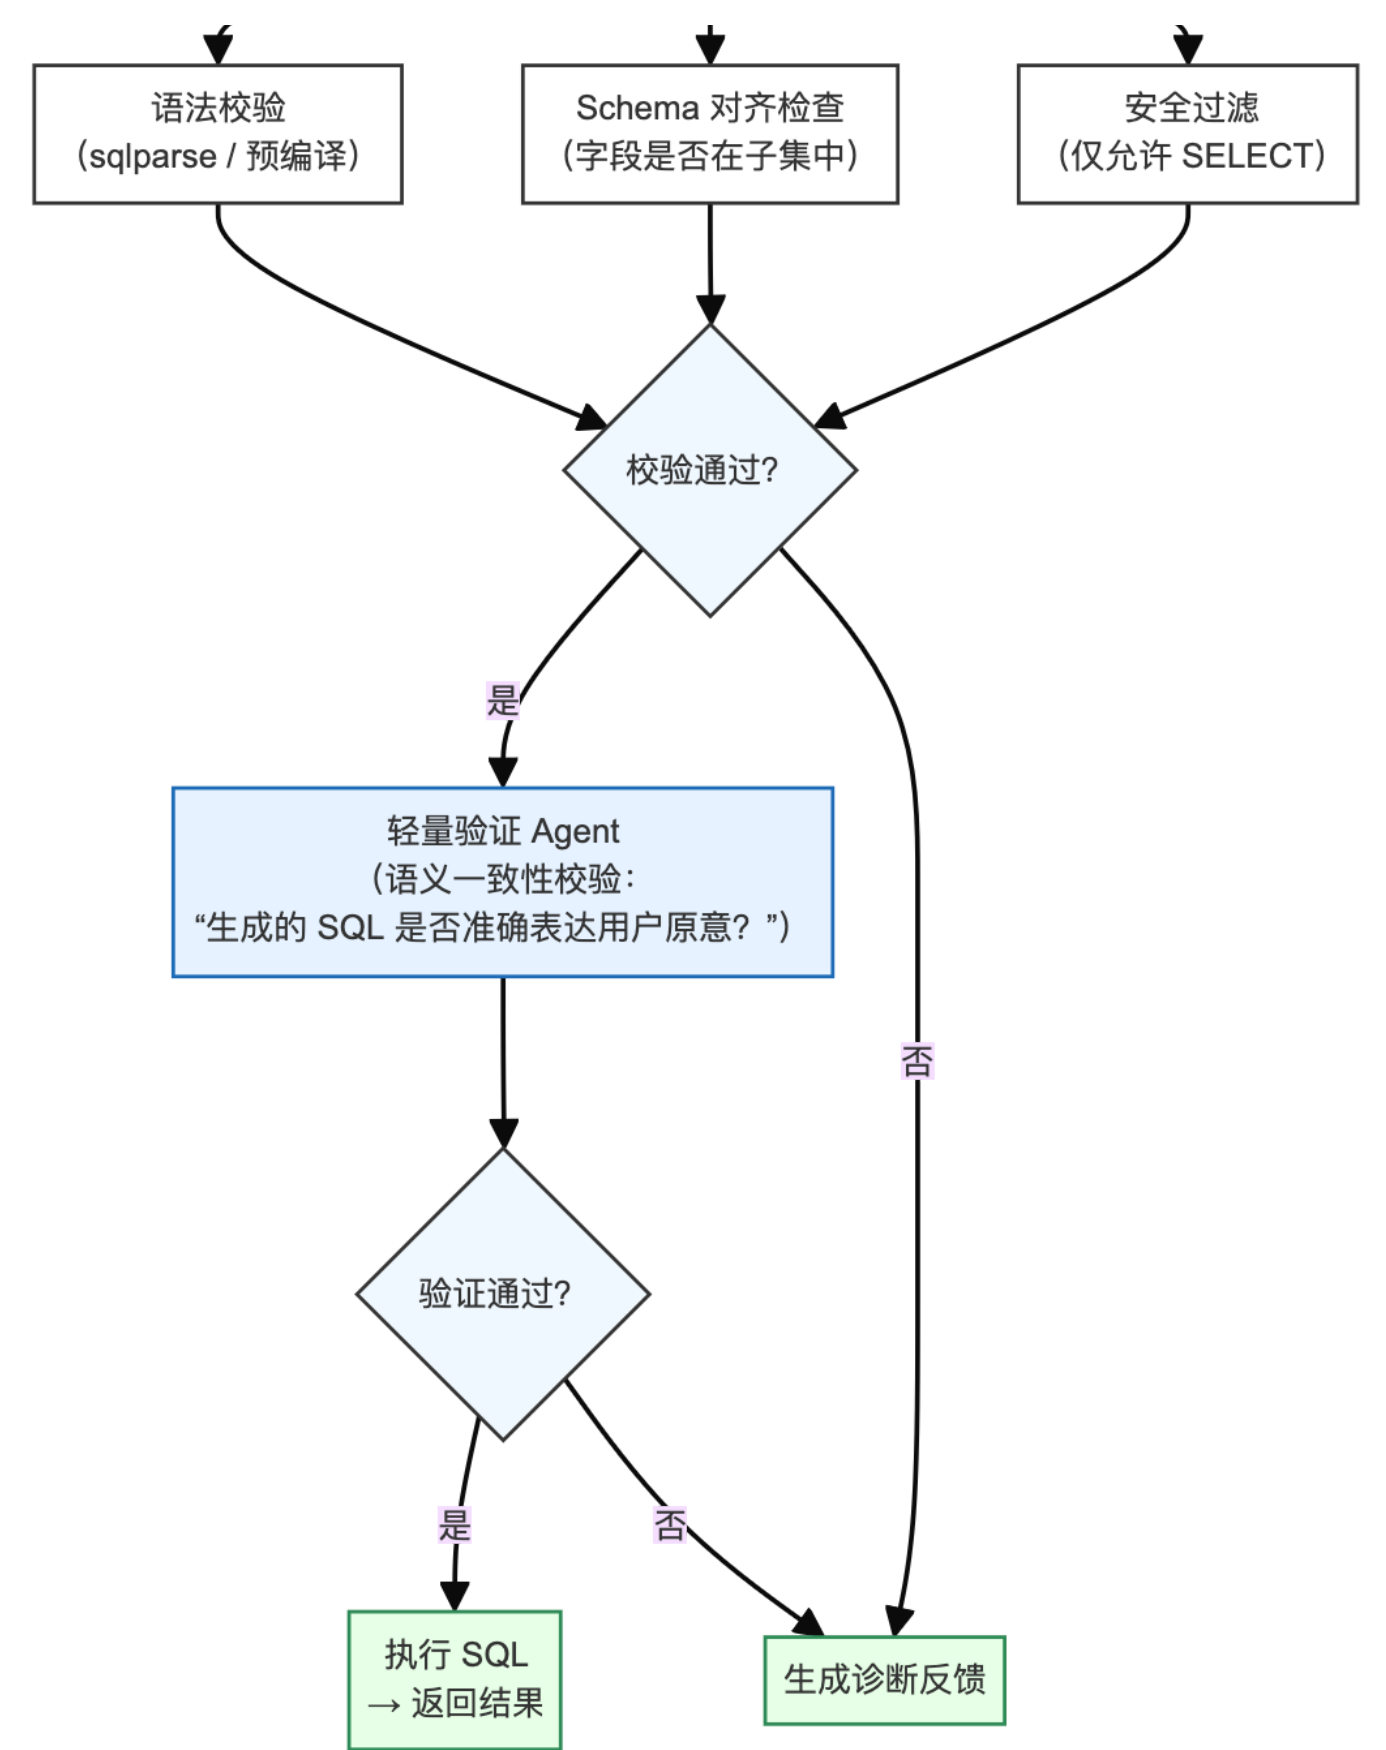 语法校验
（sqlparse / 预编译）
Schema 对齐检查
（字段是否在子集中）
安全过滤
（仅允许 SELECT）
校验通过?
是
轻量验证 Agent
（语义一致性校验：
“生成的 SQL 是否准确表达用户原意？”）
否
验证通过?
是
否
执行 SQL
→ 返回结果
生成诊断反馈